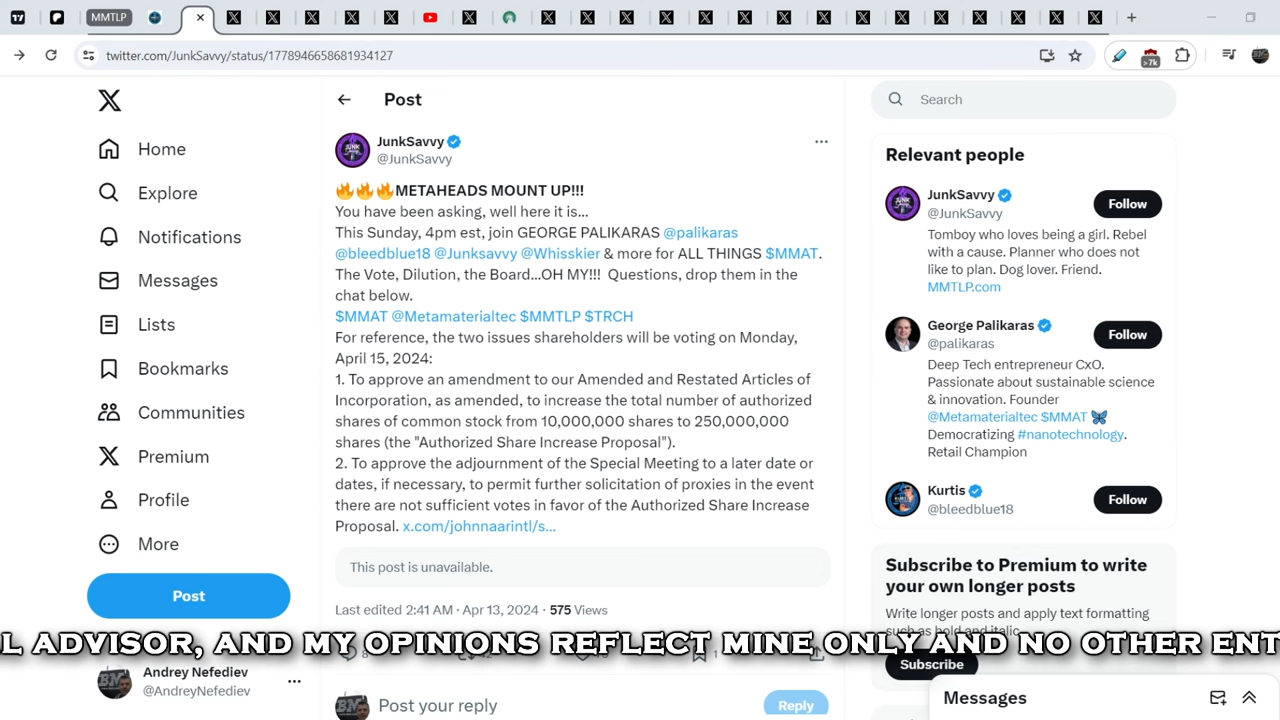 MMTLP
twitter.com/JunkSavvy/status/1778946658681934127
>7k
Home
Explore
Notifications
Messages
Lists
Bookmarks
Communities
Premium
Profile
More
Post
Andrey Nefediev
@AndreyNefediev
Post
JunkSavvy
@JunkSavvy
🔥🔥🔥METAHEADS MOUNT UP!!!
You have been asking, well here it is...
This Sunday, 4pm est, join GEORGE PALIKARAS @palikaras
@bleedblue18 @Junksavvy @Whisskier & more for ALL THINGS $MMAT.
The Vote, Dilution, the Board...OH MY!!! Questions, drop them in the
chat below.
$MMAT @Metamaterialtec $MMTLP $TRCH
For reference, the two issues shareholders will be voting on Monday,
April 15, 2024:
1. To approve an amendment to our Amended and Restated Articles of
Incorporation, as amended, to increase the total number of authorized
shares of common stock from 10,000,000 shares to 250,000,000
shares (the "Authorized Share Increase Proposal").
2. To approve the adjournment of the Special Meeting to a later date or
dates, if necessary, to permit further solicitation of proxies in the event
there are not sufficient votes in favor of the Authorized Share Increase
Proposal. x.com/johnnaarintl/s...
This post is unavailable.
Last edited 2:41 AM · Apr 13, 2024 · 575 Views
L ADVISOR, AND MY OPINIONS REFLECT MINE ONLY AND NO OTHER ENT
Post your reply
Reply
Search
Relevant people
JunkSavvy
@JunkSavvy
Follow
Tomboy who loves being a girl. Rebel
with a cause. Planner who does not
like to plan. Dog lover. Friend.
MMTLP.com
George Palikaras
@palikaras
Follow
Deep Tech entrepreneur CxO.
Passionate about sustainable science
& innovation. Founder
@Metamaterialtec $MMAT 🦋
Democratizing #nanotechnology.
Retail Champion
Kurtis
@bleedblue18
Follow
Subscribe to Premium to write
your own longer posts
Write longer posts and apply text formatting
such as bold and italic.
Subscribe
Messages